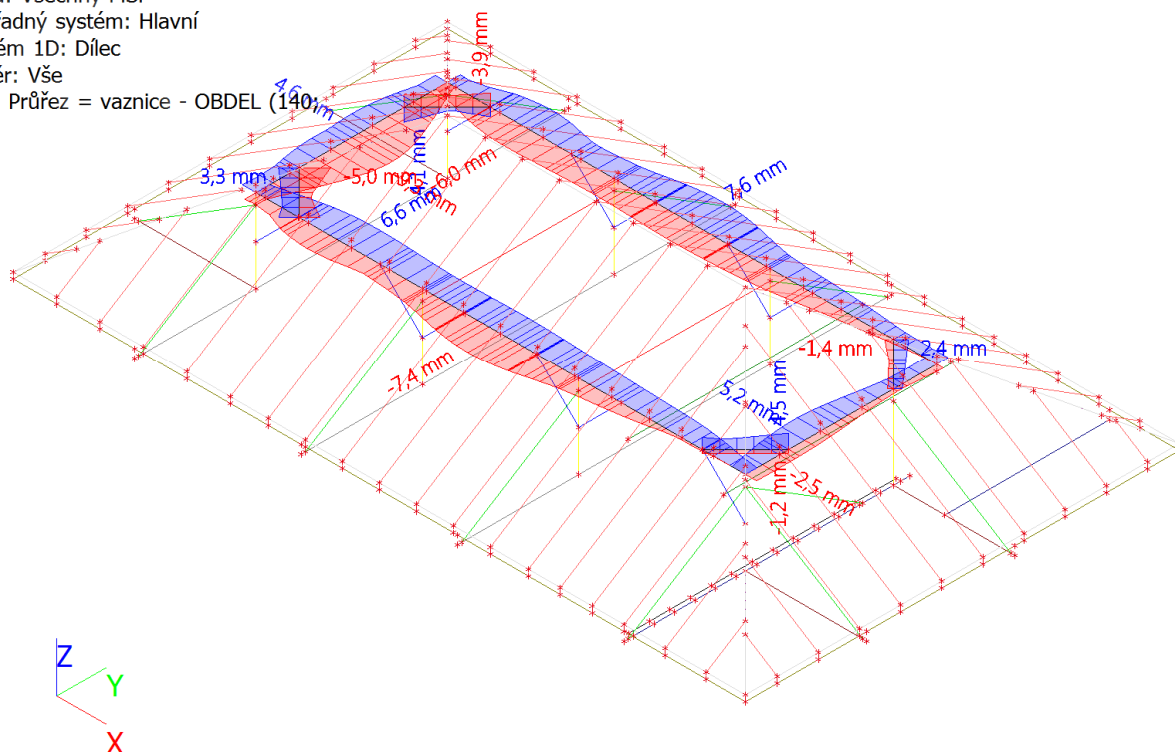 řadný systém: Hlavní
ém 1D: Dílec
ěr: Vše
Průřez = vaznice - OBDEL (140;
-3,9 mm
3,3 mm
-5,0 mm
-6,0 mm
6,6 mm
7,6 mm
-7,4 mm
-1,4 mm
2,4 mm
5,2 mm
-2,5 mm
-1,2 mm
Z
Y
X